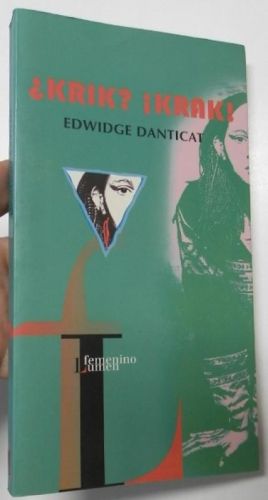 ¿KRIK? ¡KRAK!
EDWIDGE DANTICAT
femenino
Lumen